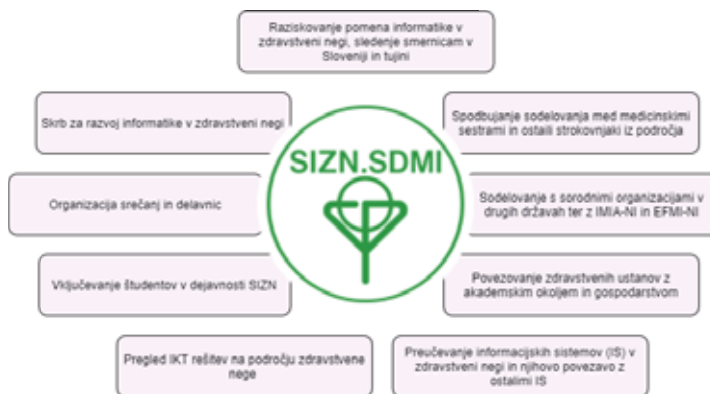 Raziskovanje pomena informatike v
zdravstveni negi, sledenje smernicam v
Sloveniji in tujini
Skrb za razvoj informatike v zdravstveni negi
Spodbujanje sodelovanja med medicinskimi
sestrami in ostaili strokovnjaki iz področja
SIZN.SDMI
Organizacija srečanj in delavnic
Sodelovanje s sorodnimi organizacijami v
drugih državah ter z IMIA-NI in EFMI-NI
Vključevanje študentov v dejavnosti SIZN
Povezovanje zdravstvenih ustanov z
akademskim okoljem in gospodarstvom
Pregled IKT rešitev na področju zdravstvene
nege
Preučevanje informacijskih sistemov (IS) v
zdravstveni negi in njihovo povezavo z
ostalimi IS